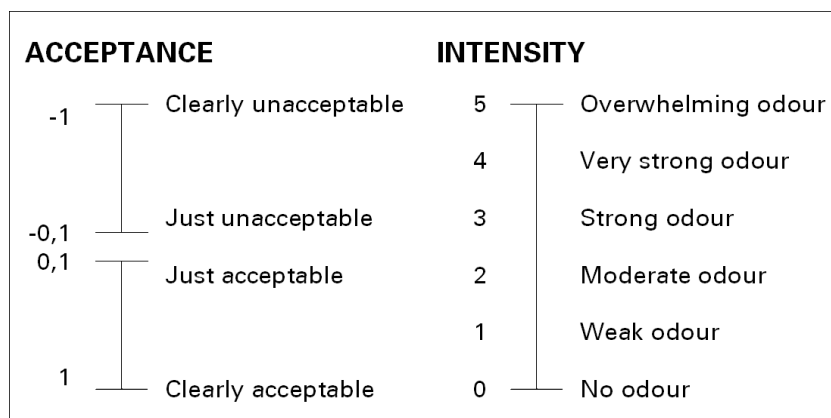 ACCEPTANCE
-1 Clearly unacceptable
Just unacceptable
-0,1
0,1
Just acceptable
1
Clearly acceptable
INTENSITY
5 Overwhelming odour
4 Very strong odour
3 Strong odour
2 Moderate odour
1 Weak odour
0 No odour